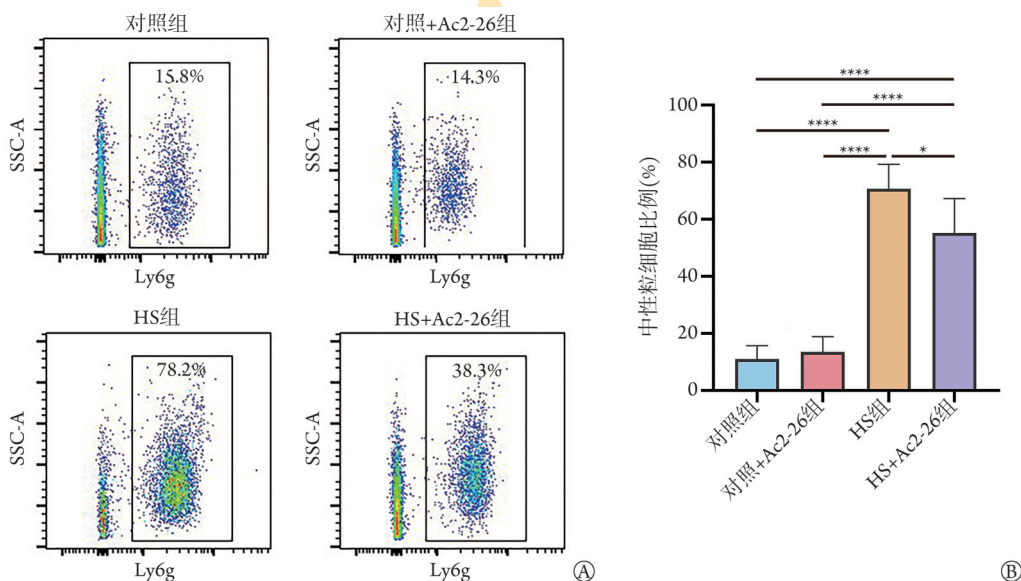 对照组
15.8%
SSC-A
Ly6g
对照+Ac2-26组
14.3%
SSC-A
Ly6g
HS组
78.2%
SSC-A
Ly6g
HS+Ac2-26组
38.3%
SSC-A
Ly6g
Ⓐ
****
****
****
**** *
中性粒细胞比例(%)
100
80
60
40
20
0
对照组
对照+Ac2-26组
HS组
HS+Ac2-26组
Ⓑ